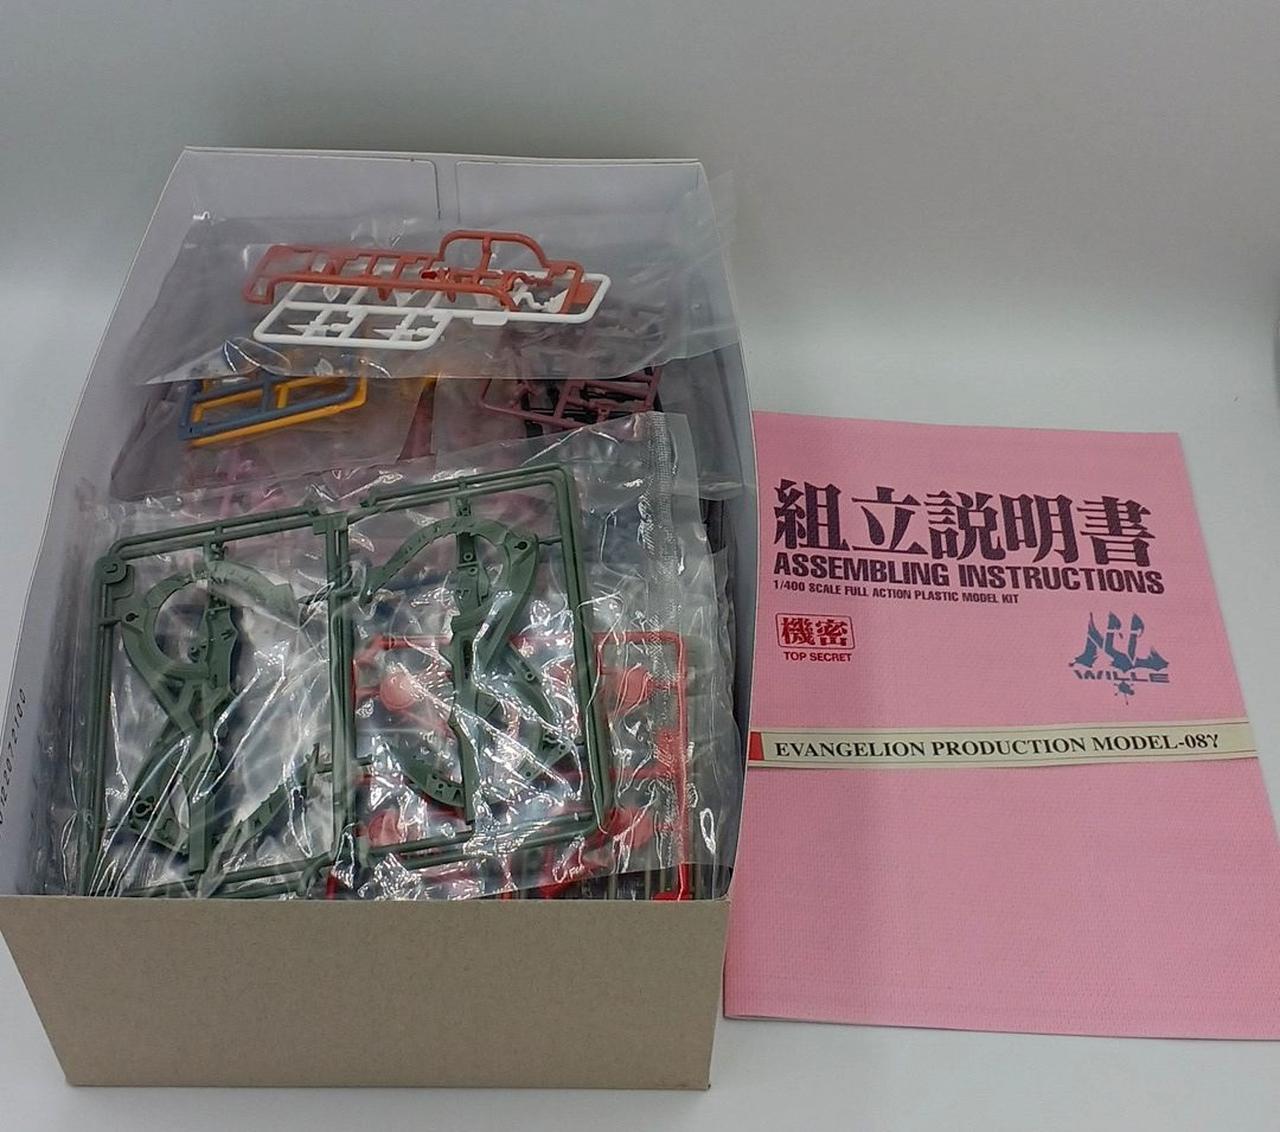 組立説明書
ASSEMBLING INSTRUCTIONS
1/400 SCALE FULL ACTION PLASTIC MODEL KIT
機密
TOP SECRET
WILLE
EVANGELION PRODUCTION MODEL-08γ